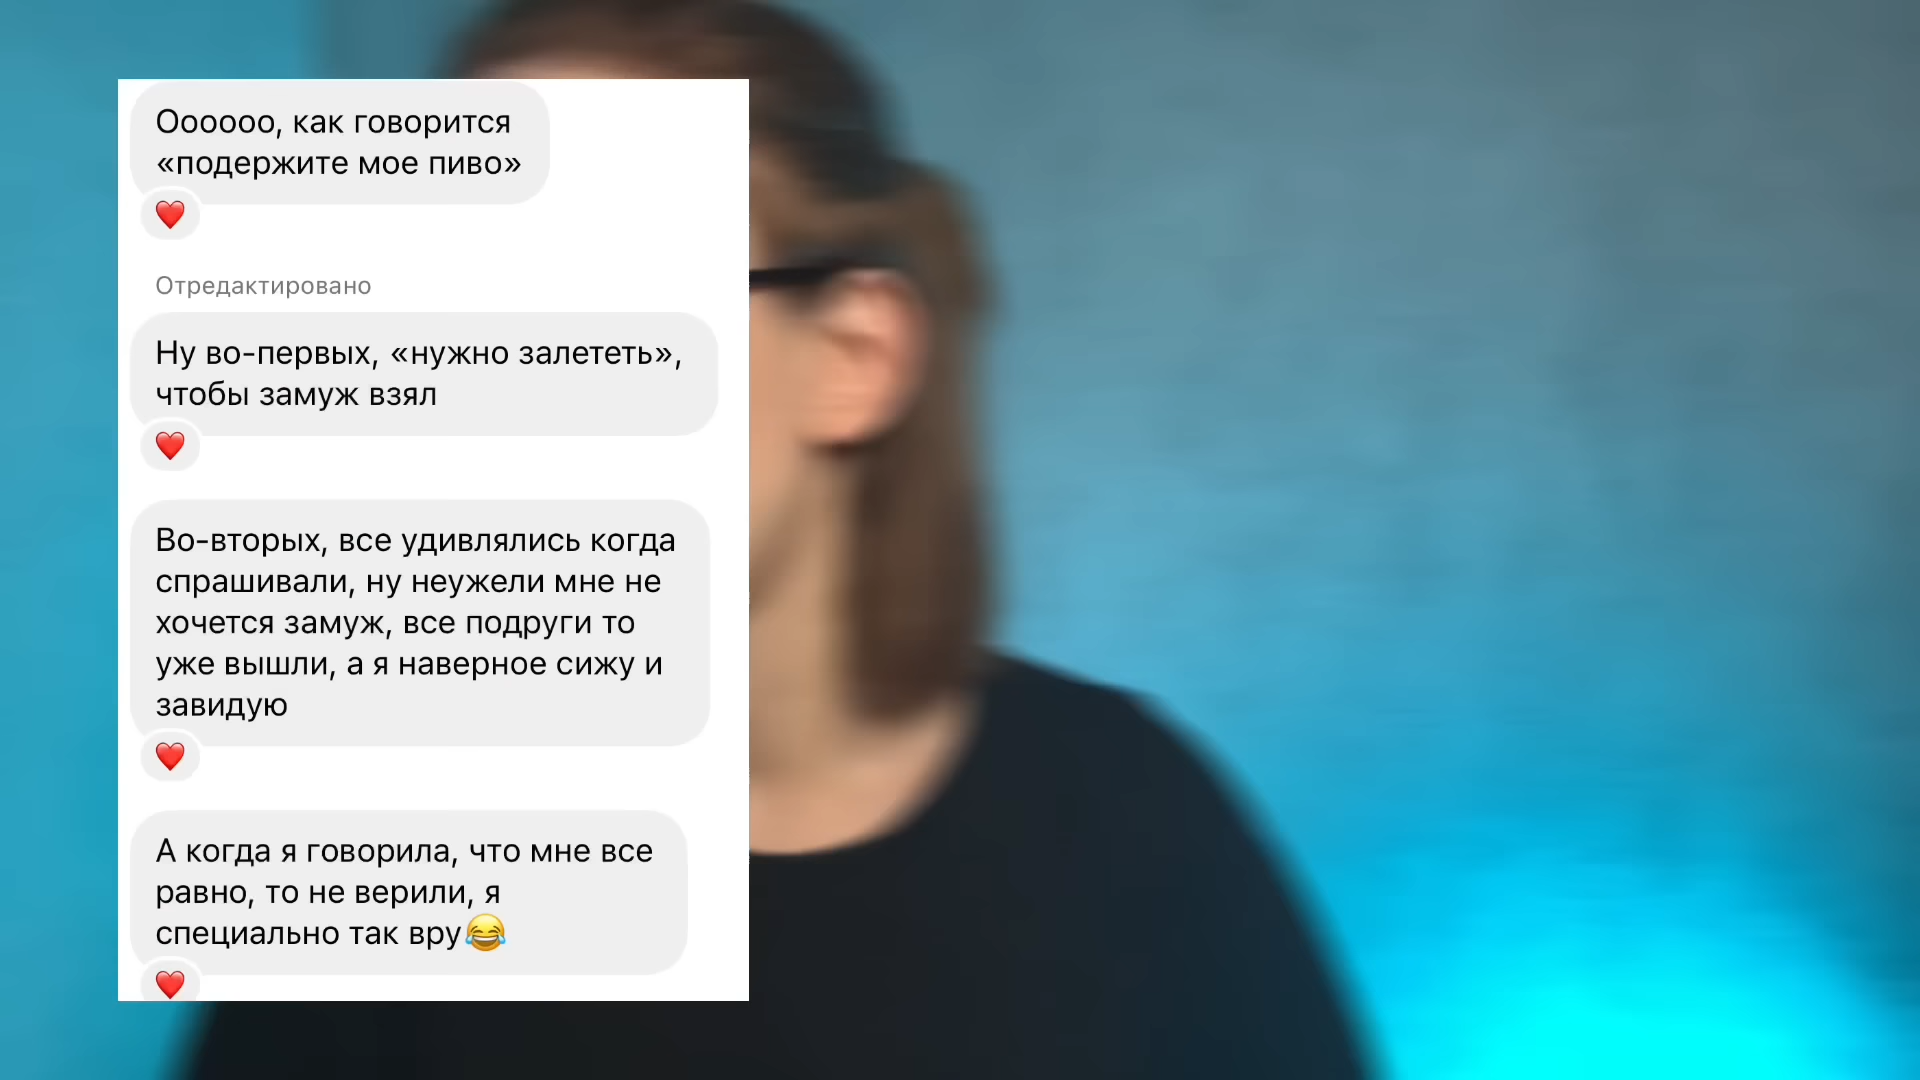 Оооооо, как говорится
«подержите мое пиво»
❤️
Отредактировано
Ну во-первых, «нужно залететь»,
чтобы замуж взял
❤️
Во-вторых, все удивлялись когда
спрашивали, ну неужели мне не
хочется замуж, все подруги то
уже вышли, а я наверное сижу и
завидую
❤️
А когда я говорила, что мне все
равно, то не верили, я
специально так вру😂
❤️